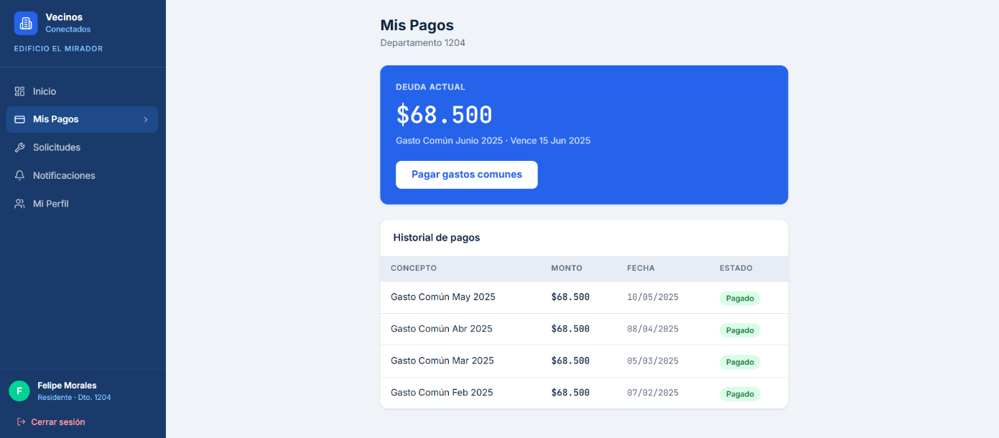 Vecinos
Conectados
EDIFICIO EL MIRADOR
Inicio
Mis Pagos
Solicitudes
Notificaciones
Mi Perfil
F
Felipe Morales
Residente · Dto. 1204
Cerrar sesión
Mis Pagos
Departamento 1204
DEUDA ACTUAL
$68.500
Gasto Común Junio 2025 · Vence 15 Jun 2025
Pagar gastos comunes
Historial de pagos
CONCEPTO MONTO FECHA ESTADO
Gasto Común May 2025 $68.500 10/05/2025 Pagado
Gasto Común Abr 2025 $68.500 08/04/2025 Pagado
Gasto Común Mar 2025 $68.500 05/03/2025 Pagado
Gasto Común Feb 2025 $68.500 07/02/2025 Pagado